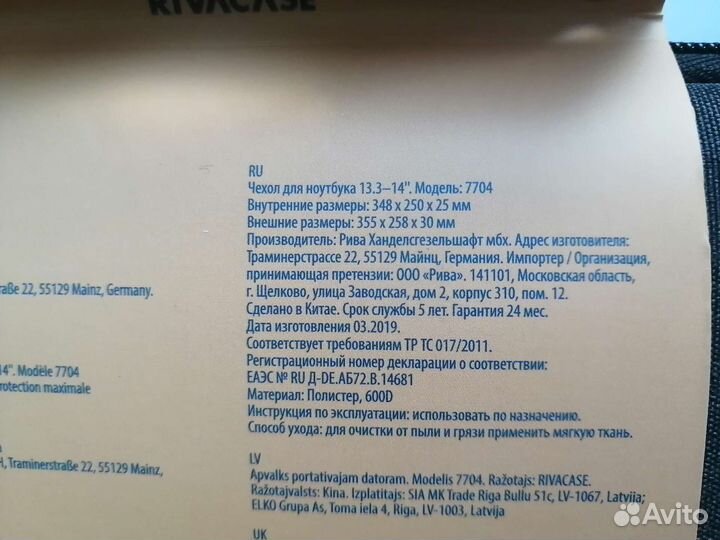 RIVACASE
RU
Чехол для ноутбука 13.3–14". Модель: 7704
Внутренние размеры: 348 x 250 x 25 мм
Внешние размеры: 355 x 258 x 30 мм
Производитель: Рива Ханделсгезельшафт мбх. Адрес изготовителя:
Траминерстрассе 22, 55129 Майнц, Германия. Импортер / Организация,
принимающая претензии: ООО «Рива». 141101, Московская область,
г. Щелково, улица Заводская, дом 2, корпус 310, пом. 12.
Сделано в Китае. Срок службы 5 лет. Гарантия 24 мес.
Дата изготовления 03.2019.
Соответствует требованиям ТР ТС 017/2011.
Регистрационный номер декларации о соответствии:
ЕАЭС № RU Д-DE.АБ72.В.14681
Материал: Полистер, 600D
Инструкция по эксплуатации: использовать по назначению.
Способ ухода: для очистки от пыли и грязи применить мягкую ткань.
LV
Apvalks portatīvajam datoram. Modelis 7704. Ražotājs: RIVACASE.
Ražotājvalsts: Ķīna. Izplatītājs: SIA MK Trade Riga Bullu 51c, LV-1067, Latvija;
ELKO Grupa As, Toma iela 4, Riga, LV-1003, Latvija
UK
raße 22, 55129 Mainz, Germany.
14". Modèle 7704
rotection maximale
H, Traminerstraße 22, 55129 Mainz,
Avito